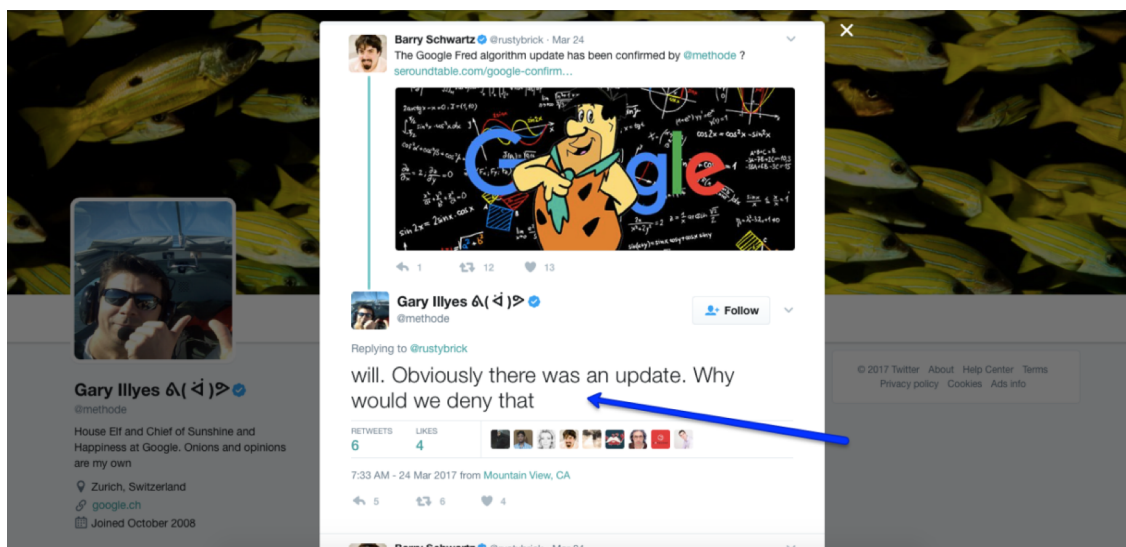 Barry Schwartz @rustybrick · Mar 24
The Google Fred algorithm update has been confirmed by @methode ?
seroundtable.com/google-confirm…
Google
1 12 13
Gary Illyes ᕕ( ᐛ )ᕗ
@methode
Follow
Replying to @rustybrick
will. Obviously there was an update. Why
would we deny that
RETWEETS LIKES
6 4
7:33 AM - 24 Mar 2017 from Mountain View, CA
5 6 4
Gary Illyes ᕕ( ᐛ )ᕗ
@methode
House Elf and Chief of Sunshine and
Happiness at Google. Onions and opinions
are my own
Zurich, Switzerland
google.ch
Joined October 2008
© 2017 Twitter About Help Center Terms
Privacy policy Cookies Ads info